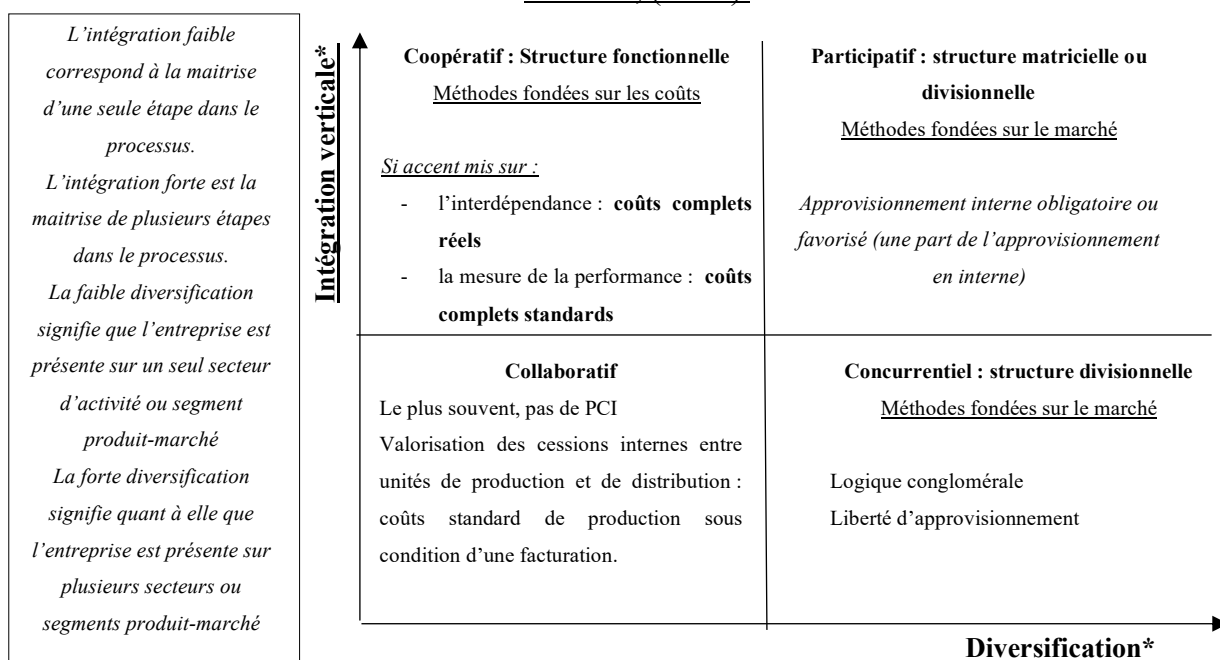 L'intégration faible
correspond à la maitrise
d'une seule étape dans le
processus.
L'intégration forte est la
maitrise de plusieurs étapes
dans le processus.
La faible diversification
signifie que l'entreprise est
présente sur un seul secteur
d'activité ou segment
produit-marché
La forte diversification
signifie quant à elle que
l'entreprise est présente sur
plusieurs secteurs ou
segments produit-marché
Intégration verticale*
Coopératif : Structure fonctionnelle
Méthodes fondées sur les coûts
Si accent mis sur :
- l'interdépendance : coûts complets
réels
- la mesure de la performance : coûts
complets standards
Participatif : structure matricielle ou
divisionnelle
Méthodes fondées sur le marché
Approvisionnement interne obligatoire ou
favorisé (une part de l'approvisionnement
en interne)
Collaboratif
Le plus souvent, pas de PCI
Valorisation des cessions internes entre
unités de production et de distribution :
coûts standard de production sous
condition d'une facturation.
Concurrentiel : structure divisionnelle
Méthodes fondées sur le marché
Logique conglomérale
Liberté d'approvisionnement
Diversification*